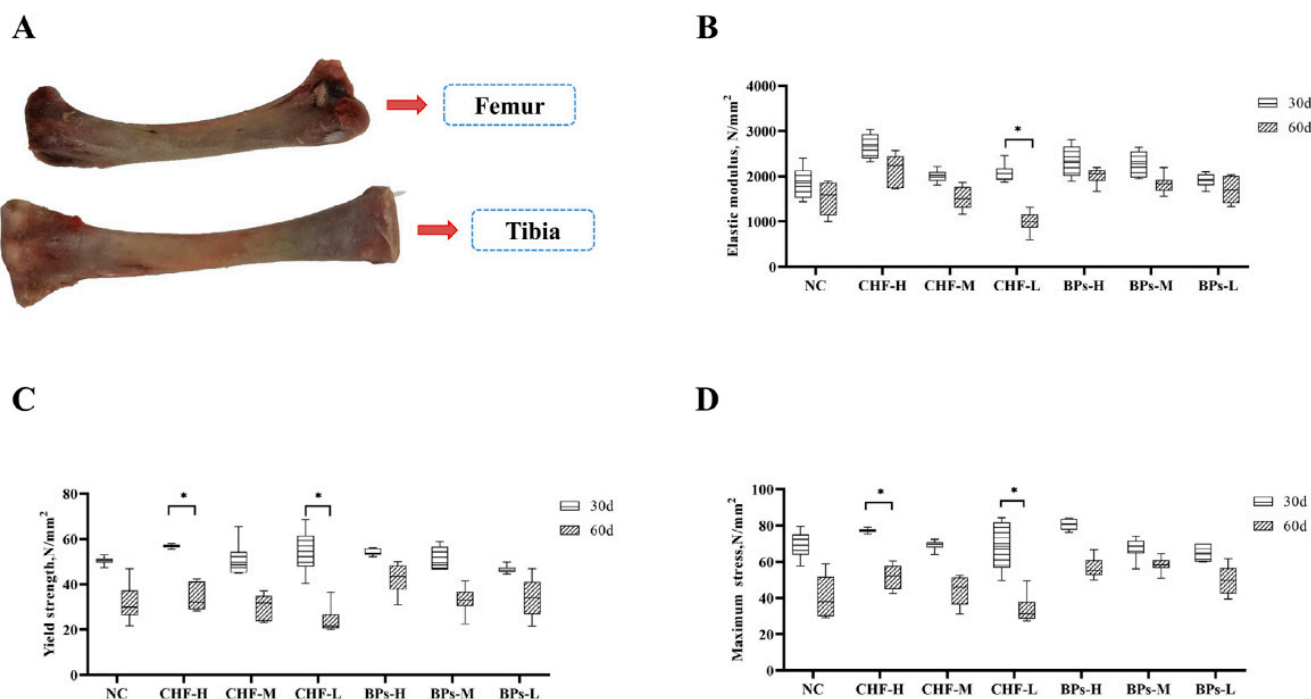 A
Femur
Tibia
B
Elastic modulus, N/mm²
4000
3000
2000
1000
0
*
NC CHF-H CHF-M CHF-L BPs-H BPs-M BPs-L
30d
60d
C
Yield strength,N/mm²
80
60
40
20
0
* *
NC CHF-H CHF-M CHF-L BPs-H BPs-M BPs-L
30d
60d
D
Maximum stress,N/mm²
100
80
60
40
20
0
* *
NC CHF-H CHF-M CHF-L BPs-H BPs-M BPs-L
30d
60d